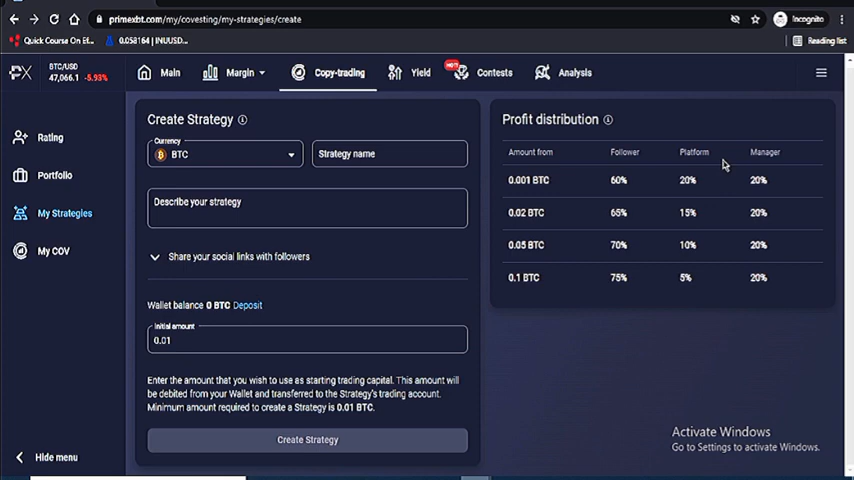 primexbt.com/my/covesting/my-strategies/create
Incognito
Quick Course On Ef...
0.058164 | INUUSD...
Reading list
PX
BTC/USD
47,066.1 -5.93%
Main
Margin
Copy-trading
Yield
HOT
Contests
Analysis
Rating
Portfolio
My Strategies
My COV
Hide menu
Create Strategy
Currency
BTC
Strategy name
Describe your strategy
Share your social links with followers
Wallet balance 0 BTC Deposit
Initial amount
0.01
Enter the amount that you wish to use as starting trading capital. This amount will
be debited from your Wallet and transferred to the Strategy's trading account.
Minimum amount required to create a Strategy is 0.01 BTC.
Create Strategy
Profit distribution
Amount from Follower Platform Manager
0.001 BTC 60% 20% 20%
0.02 BTC 65% 15% 20%
0.05 BTC 70% 10% 20%
0.1 BTC 75% 5% 20%
Activate Windows
Go to Settings to activate Windows.